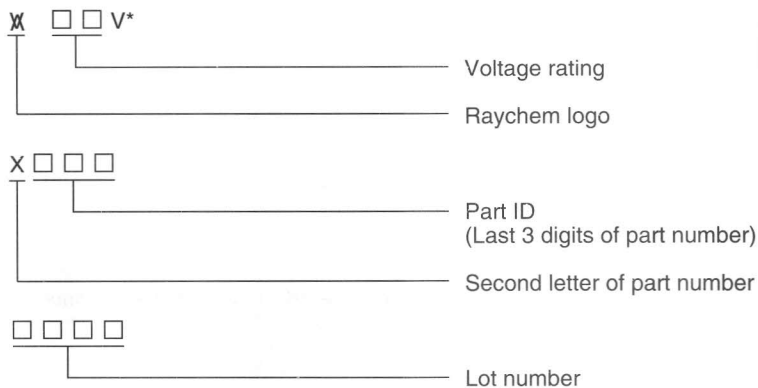 □ □ V*
Voltage rating
Raychem logo
X □ □ □
Part ID
(Last 3 digits of part number)
Second letter of part number
□ □ □ □
Lot number